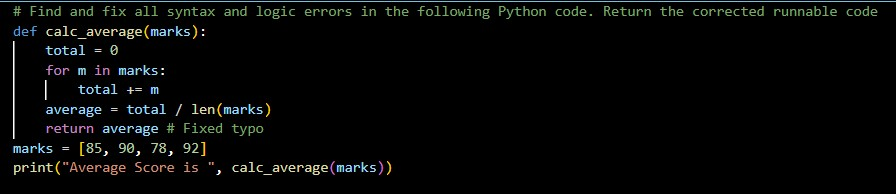 # Find and fix all syntax and logic errors in the following Python code. Return the corrected runnable code
def calc_average(marks):
    total = 0
    for m in marks:
        total += m
    average = total / len(marks)
    return average # Fixed typo
marks = [85, 90, 78, 92]
print("Average Score is ", calc_average(marks))